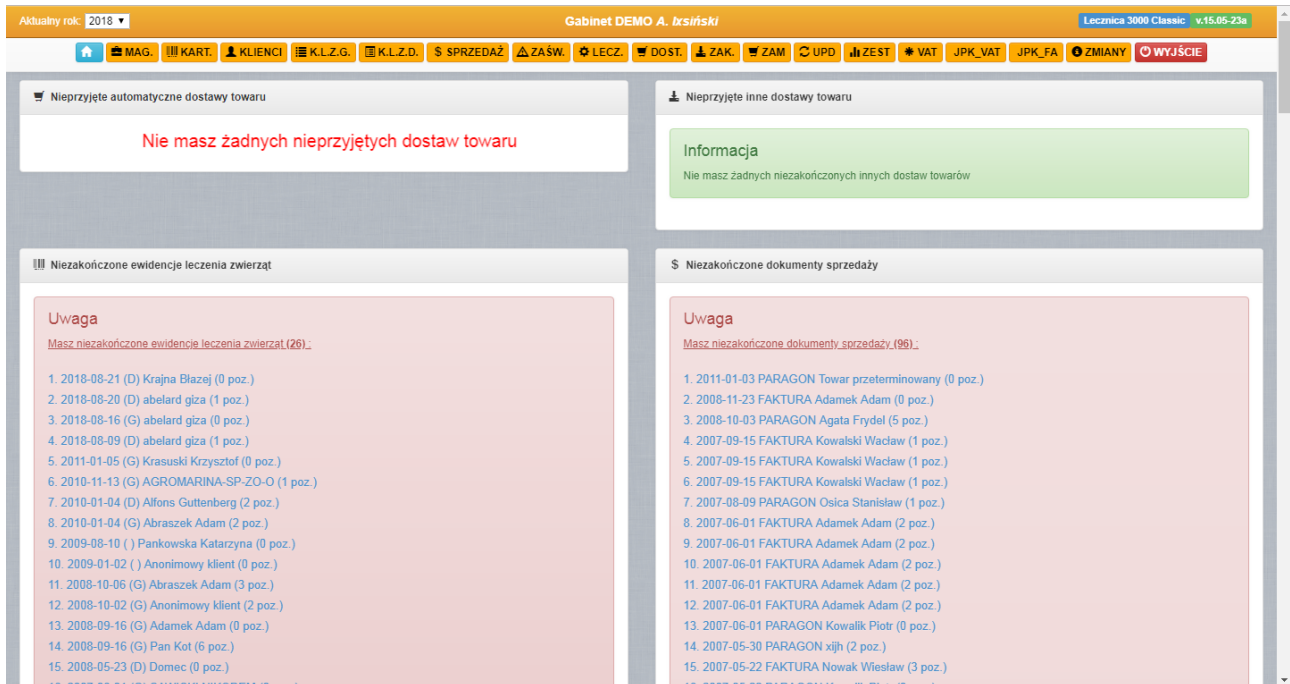 Aktualny rok: 2018
Gabinet DEMO A. Ixsiński
Lecznica 3000 Classic v.15.05-23a
MAG. KART. KLIENCI K.L.Z.G. K.L.Z.D. $ SPRZEDAŻ ZAŚW. LECZ. DOST. ZAK. ZAM UPD ZEST VAT JPK_VAT JPK_FA ZMIANY WYJŚCIE
Nieprzyjęte automatyczne dostawy towaru
Nie masz żadnych nieprzyjętych dostaw towaru
Nieprzyjęte inne dostawy towaru
Informacja
Nie masz żadnych niezakończonych innych dostaw towarów
Niezakończone ewidencje leczenia zwierząt
Uwaga
Masz niezakończone ewidencje leczenia zwierząt (26) :
1. 2018-08-21 (D) Krajna Błazej (0 poz.)
2. 2018-08-20 (D) abelard giza (1 poz.)
3. 2018-08-16 (G) abelard giza (0 poz.)
4. 2018-08-09 (D) abelard giza (1 poz.)
5. 2011-01-05 (G) Krasuski Krzysztof (0 poz.)
6. 2010-11-13 (G) AGROMARINA-SP-ZO-O (1 poz.)
7. 2010-01-04 (D) Alfons Guttenberg (2 poz.)
8. 2010-01-04 (G) Abraszek Adam (2 poz.)
9. 2009-08-10 ( ) Pankowska Katarzyna (0 poz.)
10. 2009-01-02 ( ) Anonimowy klient (0 poz.)
11. 2008-10-06 (G) Abraszek Adam (3 poz.)
12. 2008-10-02 (G) Anonimowy klient (2 poz.)
13. 2008-09-16 (G) Adamek Adam (0 poz.)
14. 2008-09-16 (G) Pan Kot (6 poz.)
15. 2008-05-23 (D) Domec (0 poz.)
$ Niezakończone dokumenty sprzedaży
Uwaga
Masz niezakończone dokumenty sprzedaży (96) :
1. 2011-01-03 PARAGON Towar przeterminowany (0 poz.)
2. 2008-11-23 FAKTURA Adamek Adam (0 poz.)
3. 2008-10-03 PARAGON Agata Frydel (5 poz.)
4. 2007-09-15 FAKTURA Kowalski Wacław (1 poz.)
5. 2007-09-15 FAKTURA Kowalski Wacław (1 poz.)
6. 2007-09-15 FAKTURA Kowalski Wacław (1 poz.)
7. 2007-08-09 PARAGON Osica Stanisław (1 poz.)
8. 2007-06-01 FAKTURA Adamek Adam (2 poz.)
9. 2007-06-01 FAKTURA Adamek Adam (2 poz.)
10. 2007-06-01 FAKTURA Adamek Adam (2 poz.)
11. 2007-06-01 FAKTURA Adamek Adam (2 poz.)
12. 2007-06-01 FAKTURA Adamek Adam (2 poz.)
13. 2007-06-01 PARAGON Kowalik Piotr (0 poz.)
14. 2007-05-30 PARAGON xijh (2 poz.)
15. 2007-05-22 FAKTURA Nowak Wiesław (3 poz.)